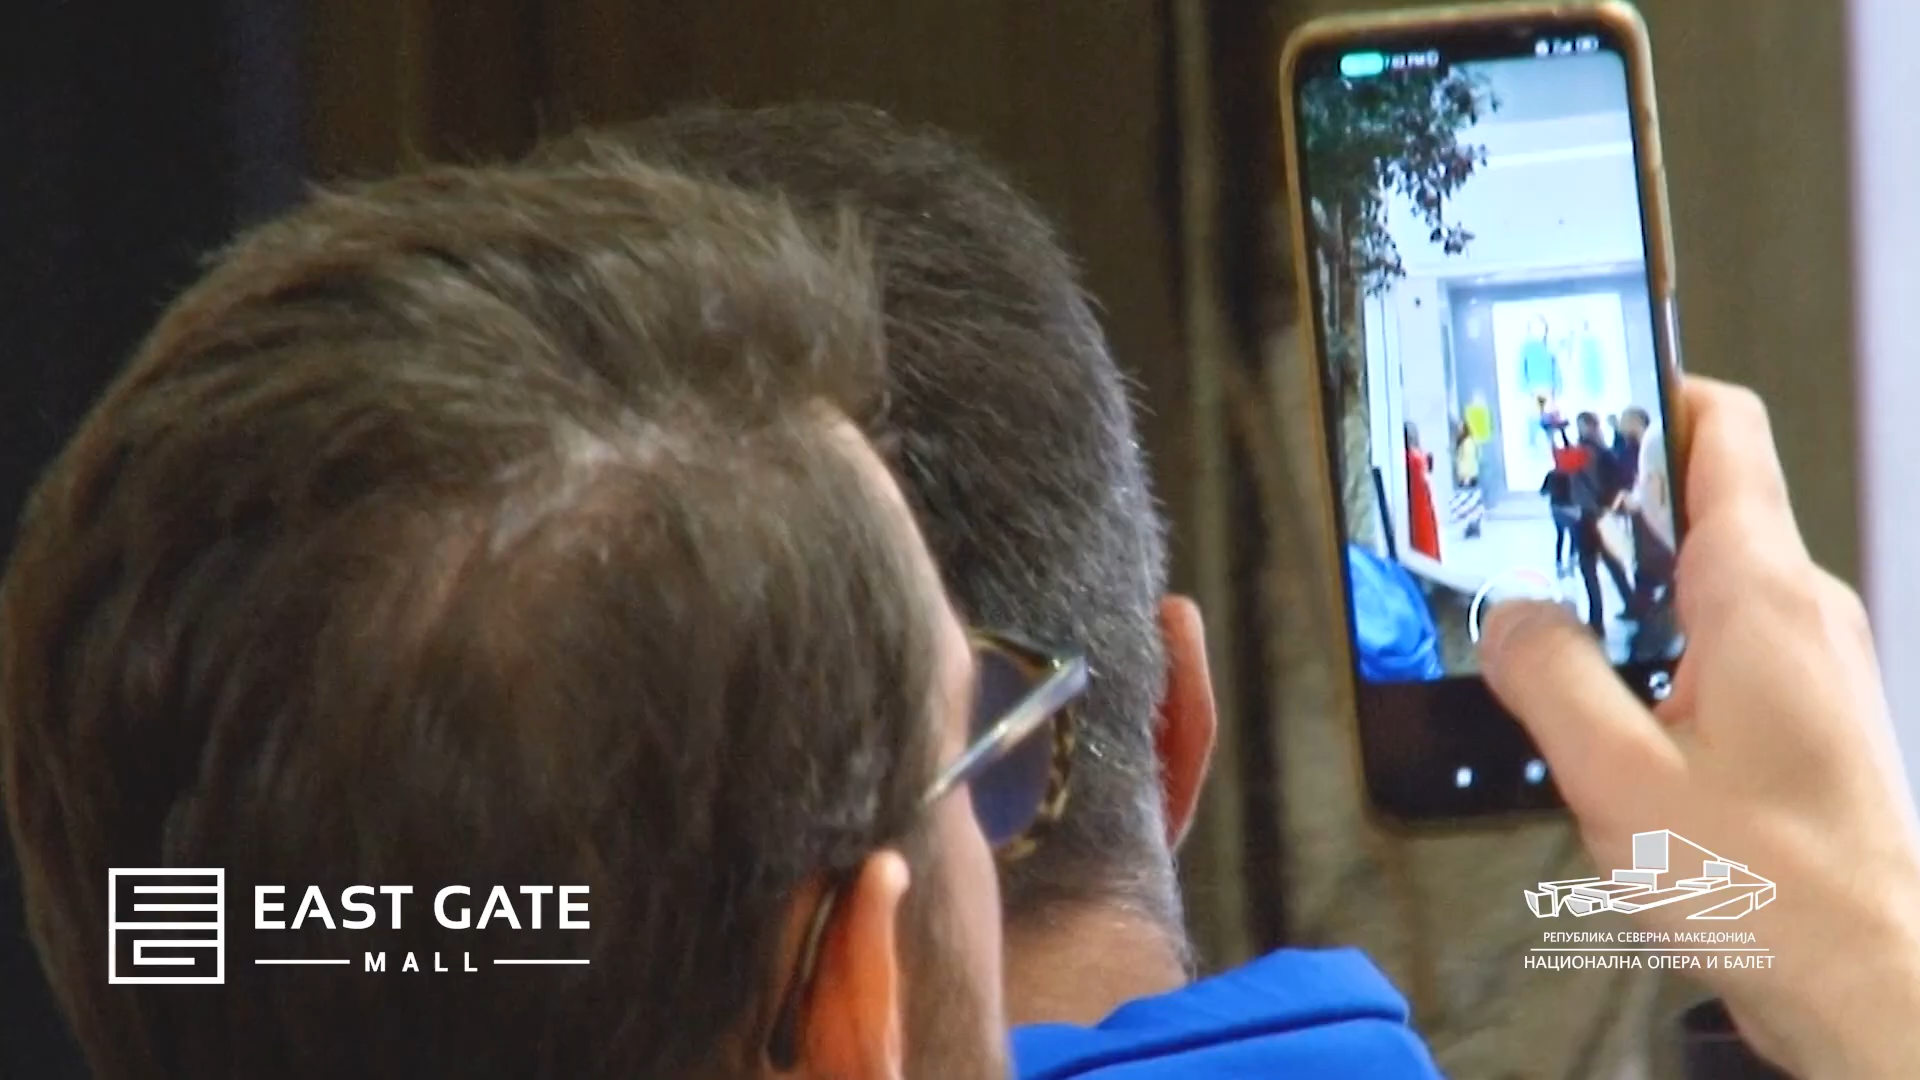 EAST GATE
MALL
РЕПУБЛИКА СЕВЕРНА МАКЕДОНИЈА
НАЦИОНАЛНА ОПЕРА И БАЛЕТ